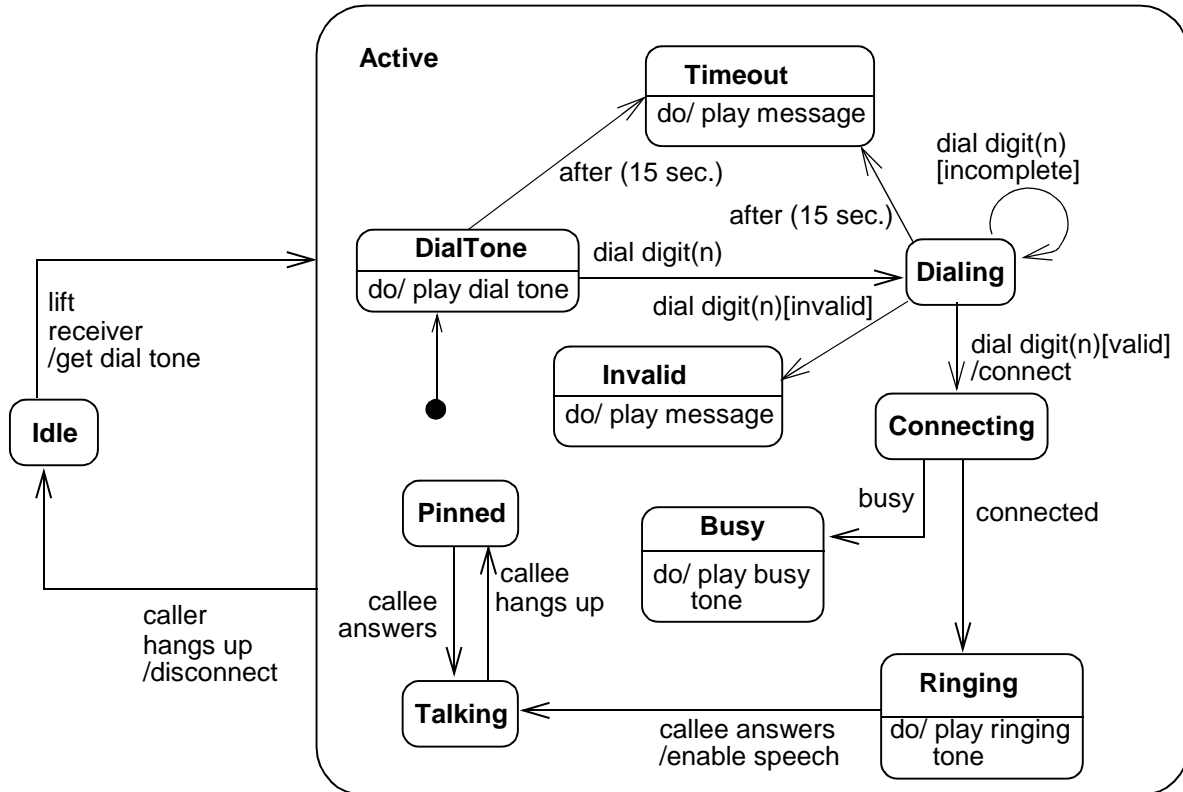 Active
Timeout
do/ play message
dial digit(n)
[incomplete]
after (15 sec.)
after (15 sec.)
DialTone
do/ play dial tone
dial digit(n)
Dialing
lift
receiver
/get dial tone
dial digit(n)[invalid]
dial digit(n)[valid]
/connect
Invalid
do/ play message
Idle
Connecting
Pinned
busy
connected
Busy
do/ play busy
tone
callee
hangs up
callee
answers
caller
hangs up
/disconnect
Talking
Ringing
do/ play ringing
tone
callee answers
/enable speech